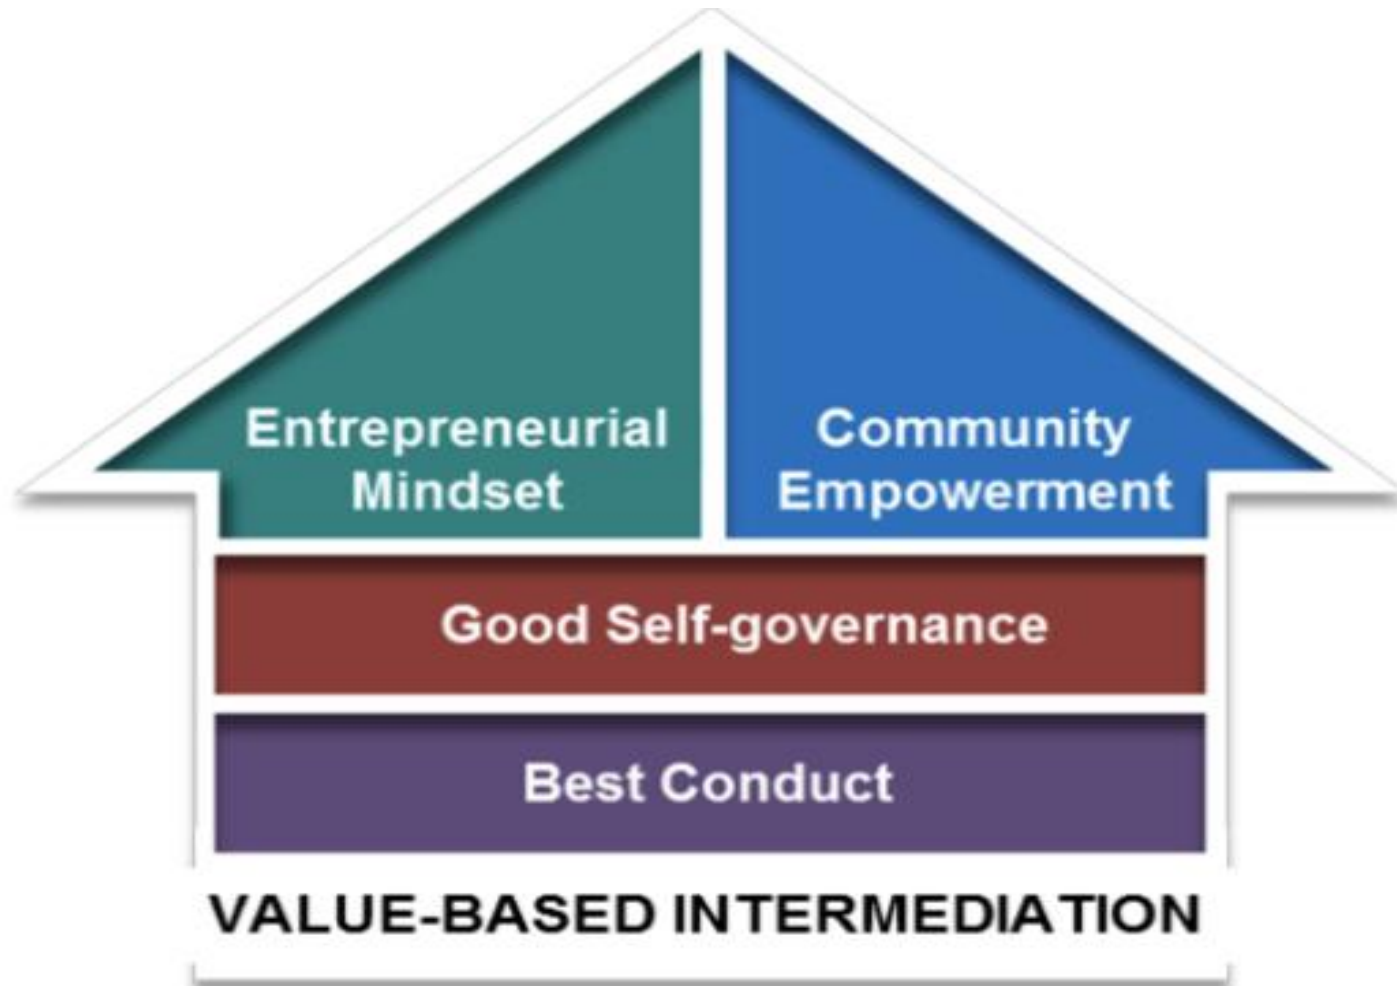 Entrepreneurial
Mindset
Community
Empowerment
Good Self-governance
Best Conduct
VALUE-BASED INTERMEDIATION